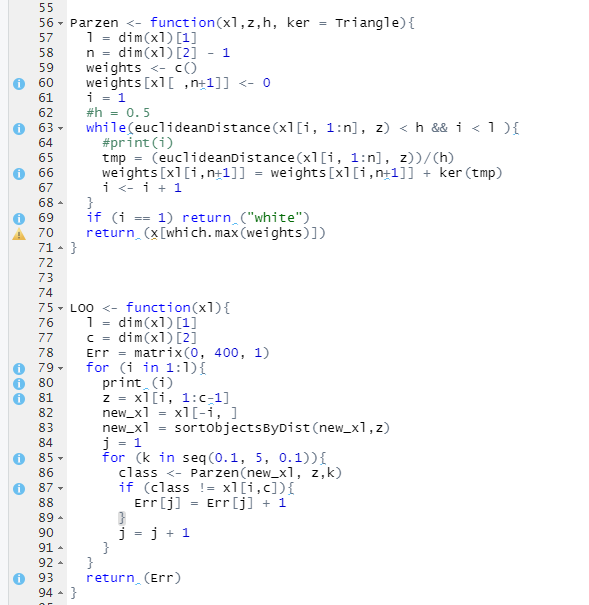 55
56 Parzen <- function(xl,z,h, ker = Triangle){
57   l = dim(xl)[1]
58   n = dim(xl)[2] - 1
59   weights <- c()
60   weights[xl[ ,n+1]] <- 0
61   i = 1
62   #h = 0.5
63   while(euclideanDistance(xl[i, 1:n], z) < h && i < l ){
64     #print(i)
65     tmp = (euclideanDistance(xl[i, 1:n], z))/(h)
66     weights[xl[i,n+1]] = weights[xl[i,n+1]] + ker(tmp)
67     i <- i + 1
68   }
69   if (i == 1) return ("white")
70   return (x[which.max(weights)])
71 }
72
73
74
75 LOO <- function(xl){
76   l = dim(xl)[1]
77   c = dim(xl)[2]
78   Err = matrix(0, 400, 1)
79   for (i in 1:l){
80     print (i)
81     z = xl[i, 1:c-1]
82     new_xl = xl[-i, ]
83     new_xl = sortObjectsByDist(new_xl,z)
84     j = 1
85     for (k in seq(0.1, 5, 0.1)){
86       class <- Parzen(new_xl, z,k)
87       if (class != xl[i,c]){
88         Err[j] = Err[j] + 1
89       }
90       j = j + 1
91     }
92   }
93   return (Err)
94 }